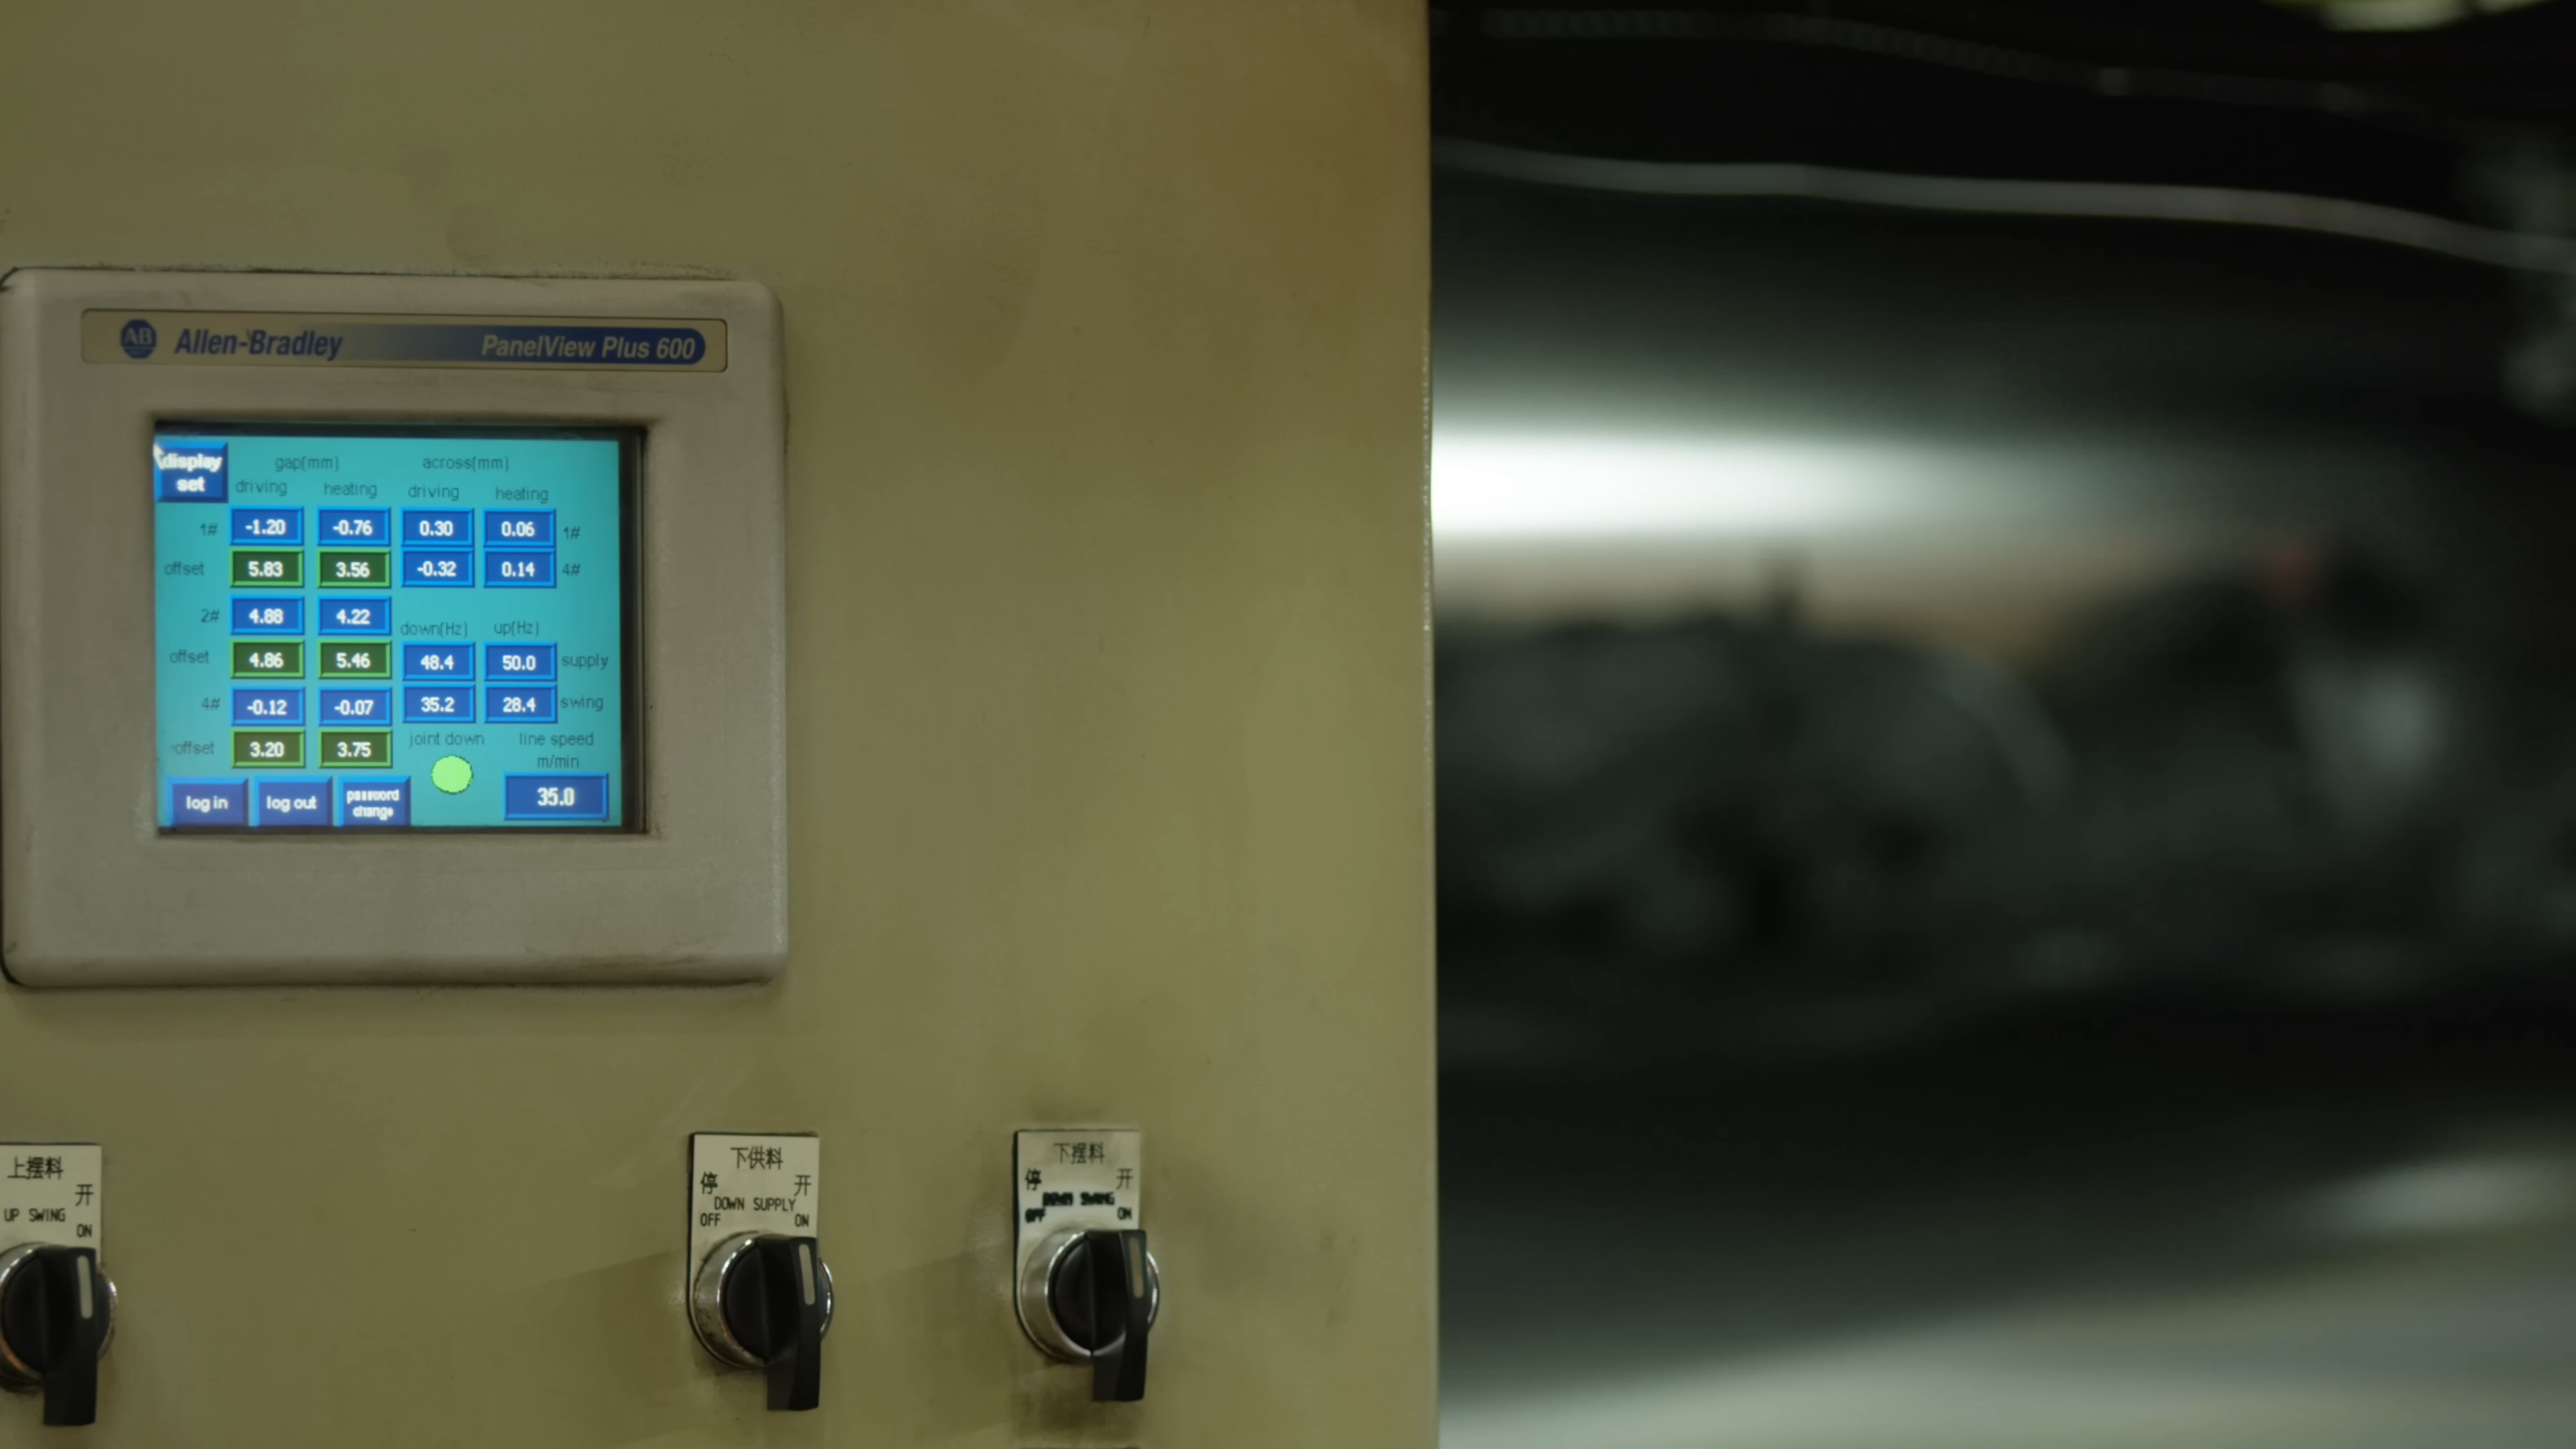 AB Allen-Bradley PanelView Plus 600
display set
gap(mm) across(mm)
driving heating driving heating
1# -1.20 -0.76 0.30 0.06 1#
offset 5.83 3.56 -0.32 0.14 4#
2# 4.88 4.22
down(Hz) up(Hz)
offset 4.86 5.46 48.4 50.0 supply
4# -0.12 -0.07 35.2 28.4 swing
offset 3.20 3.75 joint down line speed
m/min
log in log out password change 35.0
上摆料
开
UP SWING
ON
下供料
停 开
DOWN SUPPLY
OFF ON
下摆料
停 开
DOWN SWING
OFF ON